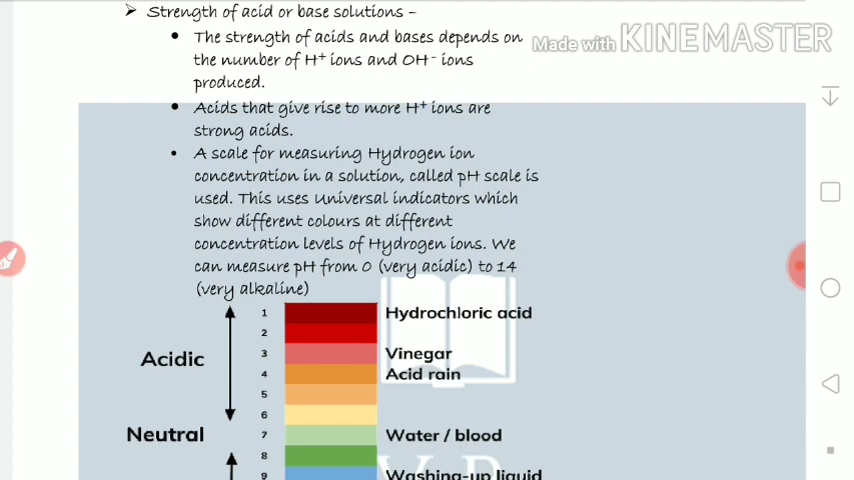 Strength of acid or base solutions –
The strength of acids and bases depends on
the number of H⁺ ions and OH⁻ ions
produced.
Made with KINEMASTER
Acids that give rise to more H⁺ ions are
strong acids.
A scale for measuring Hydrogen ion
concentration in a solution, called pH scale is
used. This uses universal indicators which
show different colours at different
concentration levels of Hydrogen ions. We
can measure pH from 0 (very acidic) to 14
(very alkaline)
1 Hydrochloric acid
2
3 Vinegar
Acidic
4 Acid rain
5
6
Neutral 7 Water / blood
8
9 Washing-up liquid